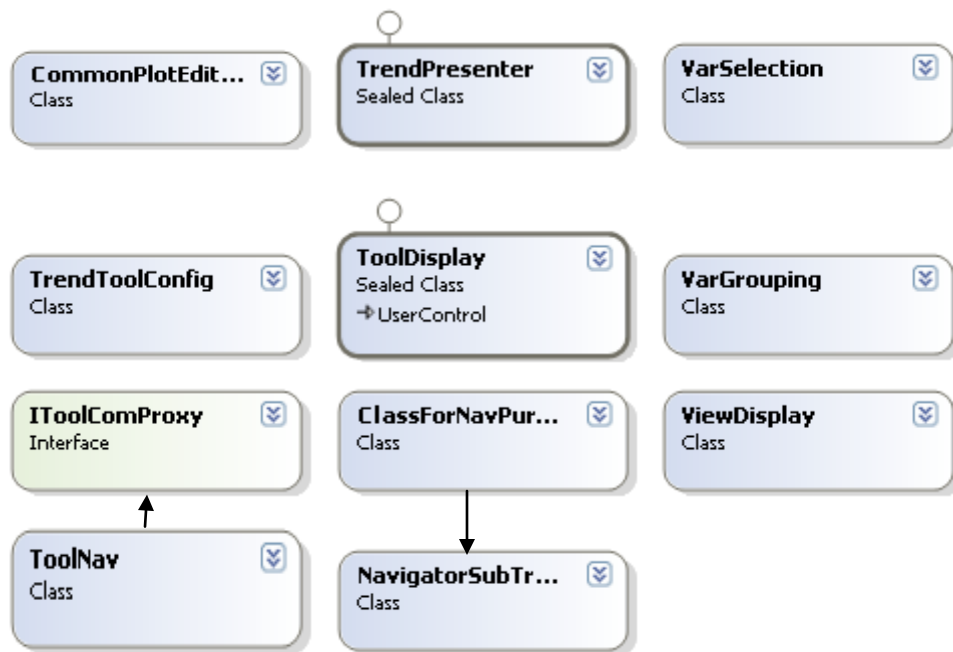 CommonPlotEdit...
Class
TrendPresenter
Sealed Class
VarSelection
Class
TrendToolConfig
Class
ToolDisplay
Sealed Class
UserControl
VarGrouping
Class
IToolComProxy
Interface
ClassForNavPur...
Class
ViewDisplay
Class
ToolNav
Class
NavigatorSubTr...
Class